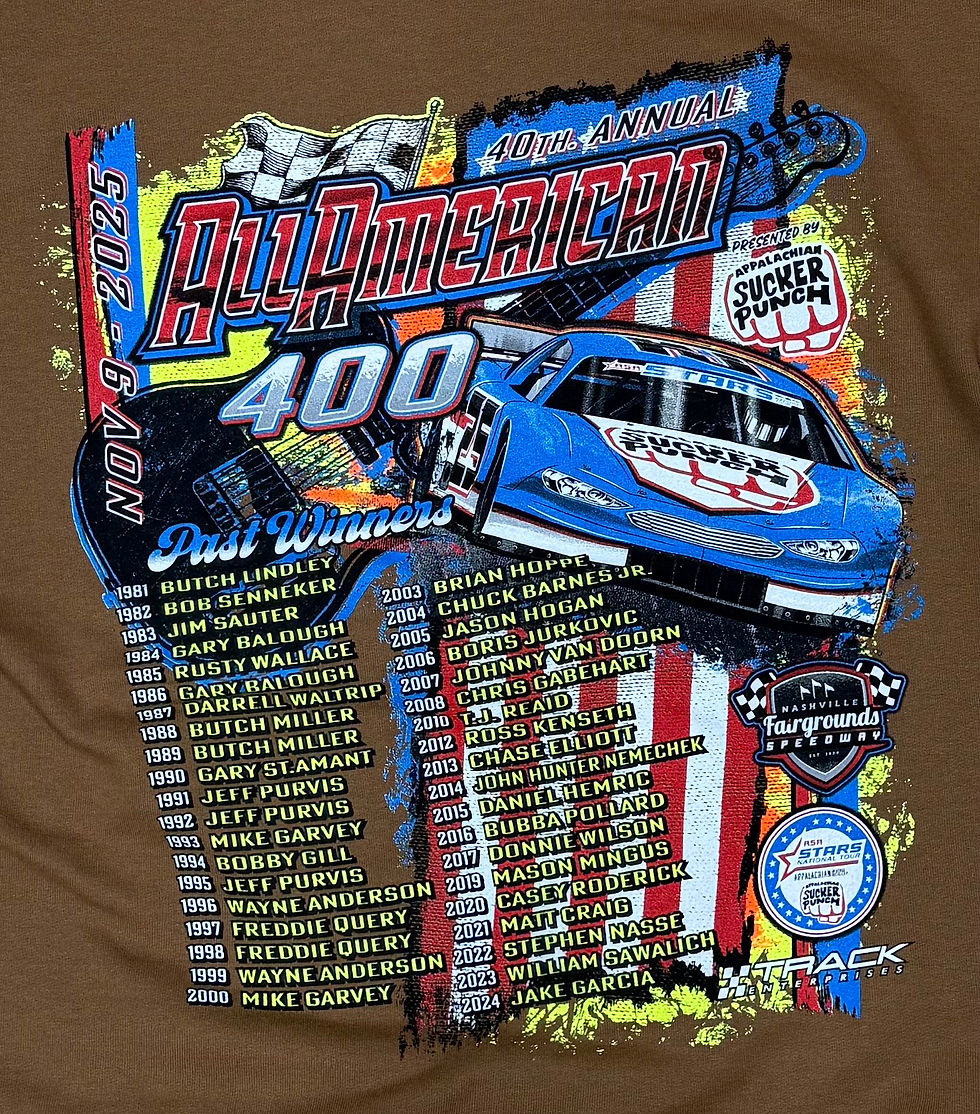 NOV 9 - 2025
40TH. ANNUAL
ALLAMERICAN
400
PRESENTED BY
APPALACHIAN
SUCKER
PUNCH
ASA STARS
SUCKER
PUNCH
Past Winners
1981 BUTCH LINDLEY
1982 BOB SENNEKER
1983 JIM SAUTER
1984 GARY BALOUGH
1985 RUSTY WALLACE
1986 GARY BALOUGH
1987 DARRELL WALTRIP
1988 BUTCH MILLER
1989 BUTCH MILLER
1990 GARY ST.AMANT
1991 JEFF PURVIS
1992 JEFF PURVIS
1993 MIKE GARVEY
1994 BOBBY GILL
1995 JEFF PURVIS
1996 WAYNE ANDERSON
1997 FREDDIE QUERY
1998 FREDDIE QUERY
1999 WAYNE ANDERSON
2000 MIKE GARVEY
2003 BRIAN HOPPE
2004 CHUCK BARNES JR.
2005 JASON HOGAN
2006 BORIS JURKOVIC
2007 JOHNNY VAN DOORN
2008 CHRIS GABEHART
2010 T.J. REAID
2012 ROSS KENSETH
2013 CHASE ELLIOTT
2014 JOHN HUNTER NEMECHEK
2015 DANIEL HEMRIC
2016 BUBBA POLLARD
2017 DONNIE WILSON
2019 MASON MINGUS
2020 CASEY RODERICK
2021 MATT CRAIG
2022 STEPHEN NASSE
2023 WILLIAM SAWALICH
2024 JAKE GARCIA
NASHVILLE
Fairgrounds
SPEEDWAY
ASA
STARS
NATIONAL TOUR
APPALACHIAN
SUCKER
PUNCH
TRACK
ENTERPRISES